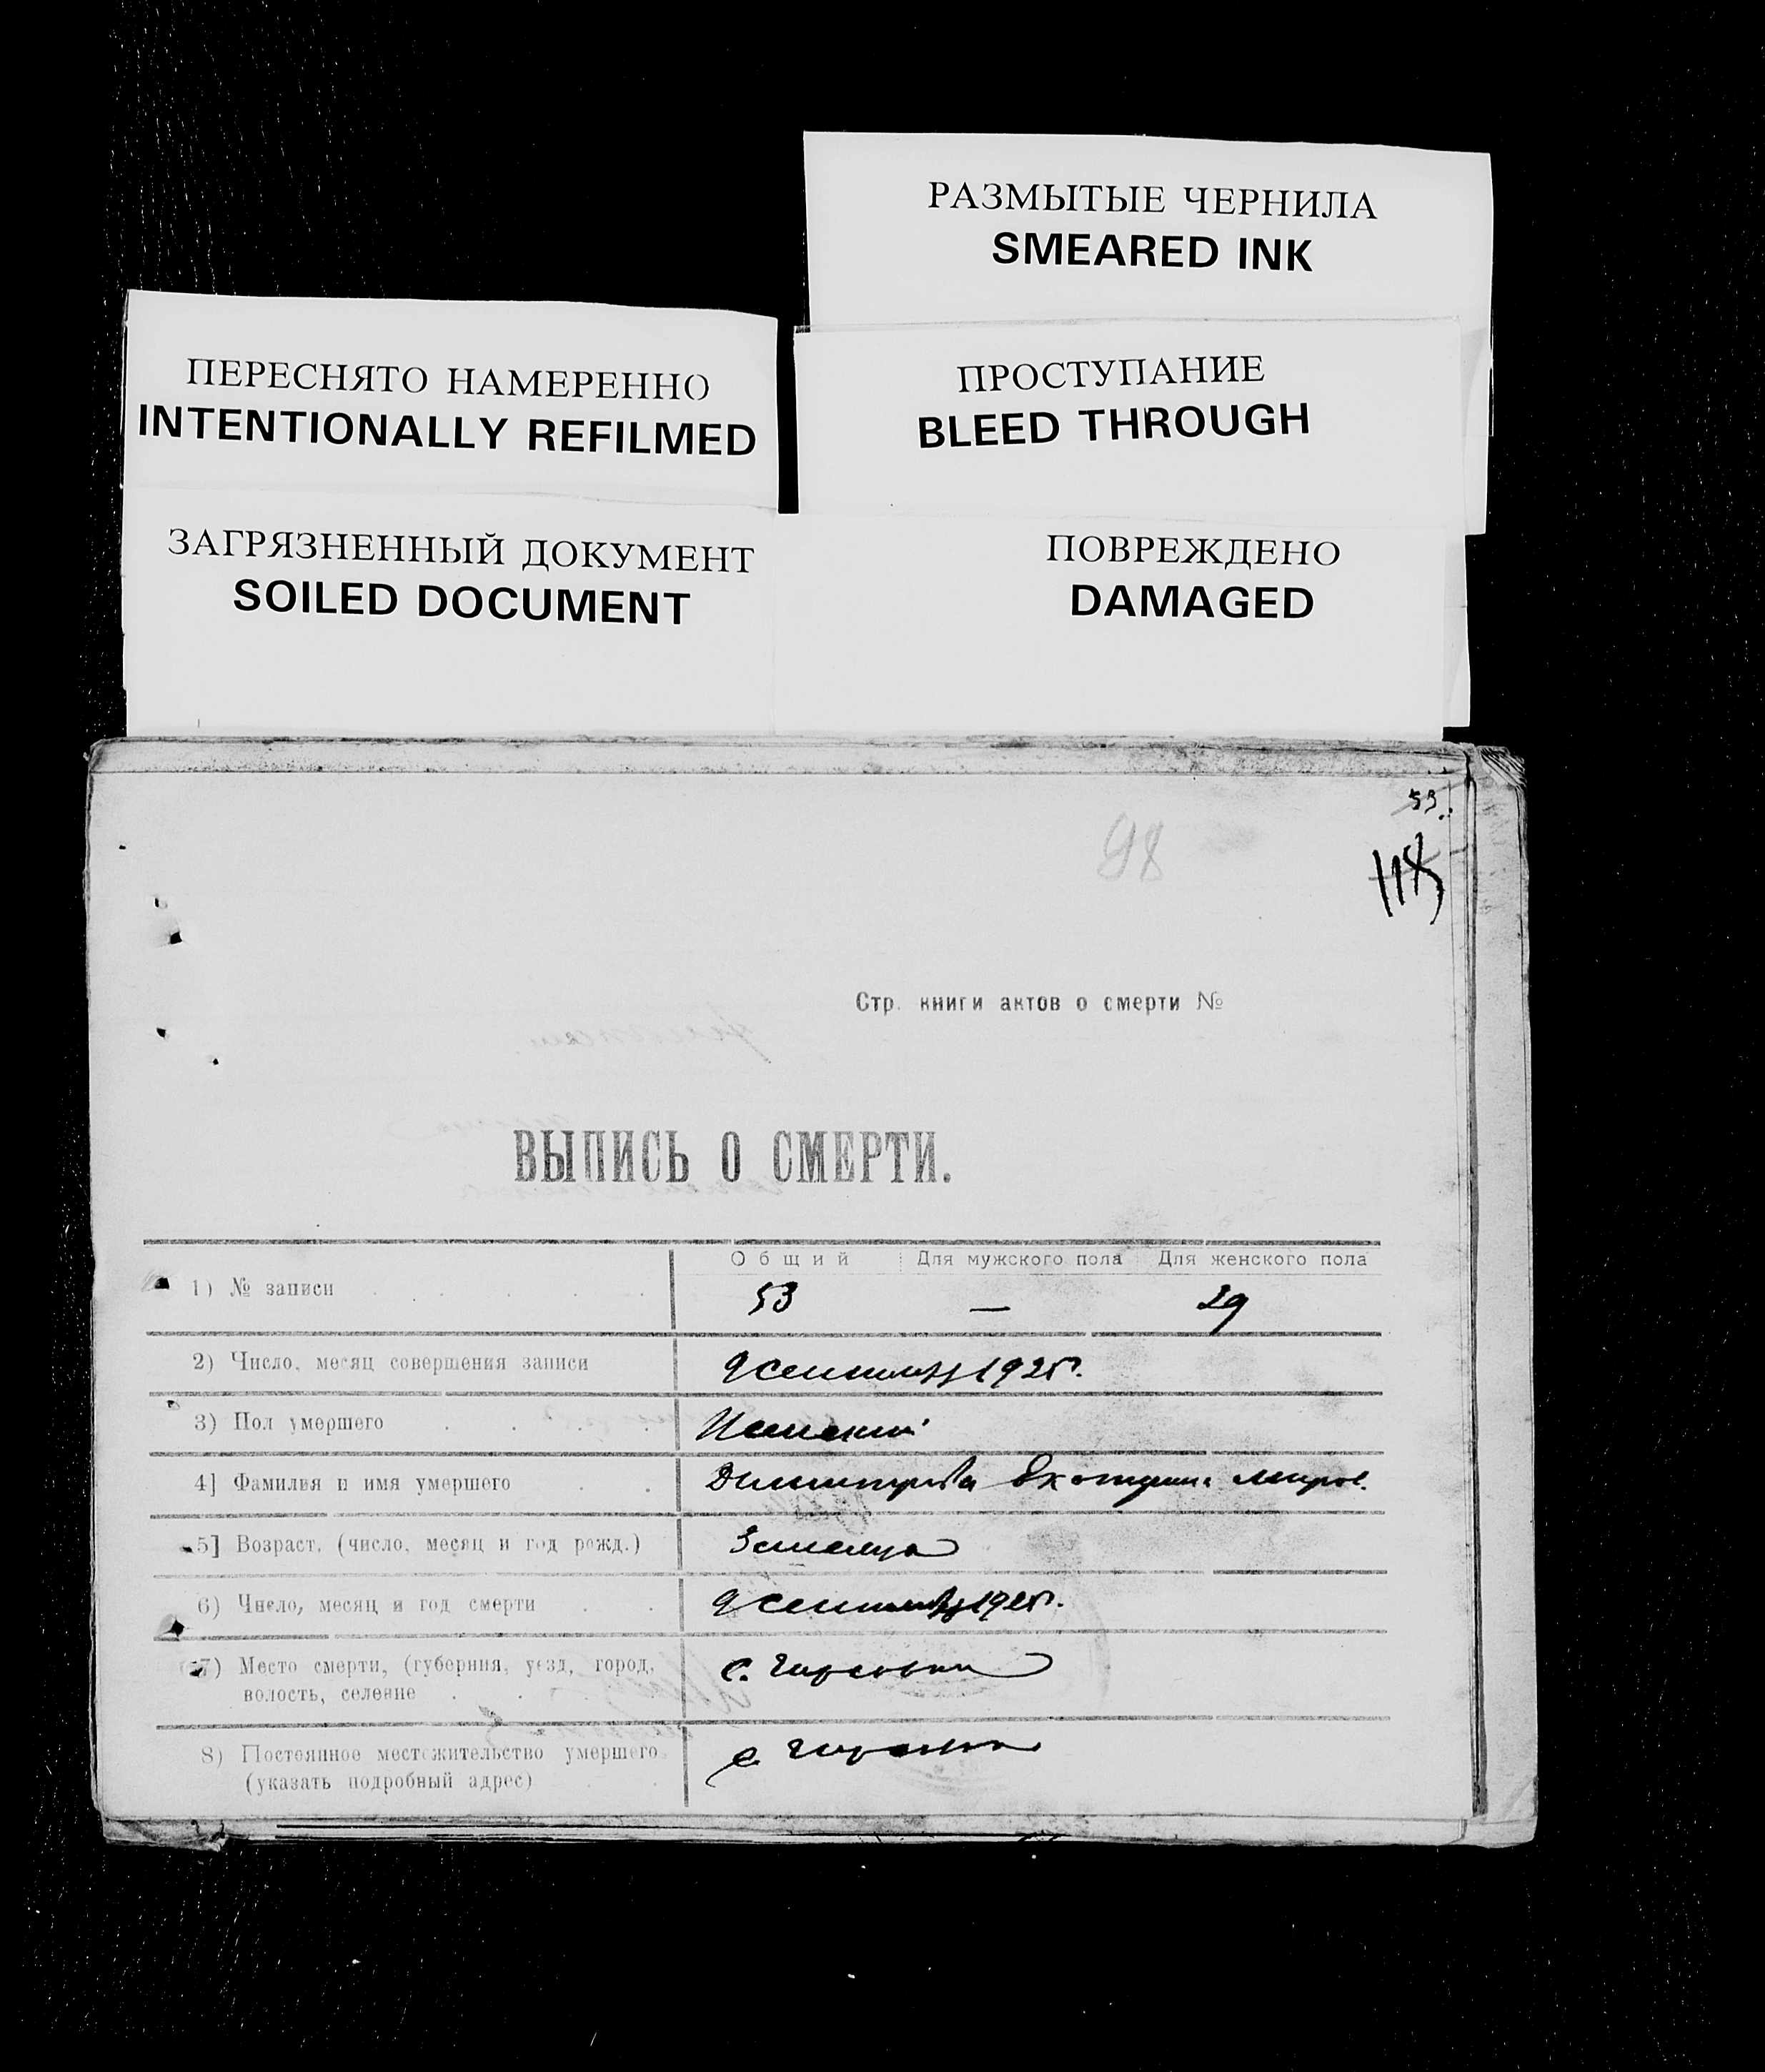 РАЗМЫТЫЕ ЧЕРНИЛА
SMEARED INK
ПЕРЕСНЯТО НАМЕРЕННО
INTENTIONALLY REFILMED
ПРОСТУПАНИЕ
BLEED THROUGH
ЗАГРЯЗНЕННЫЙ ДОКУМЕНТ
SOILED DOCUMENT
ПОВРЕЖДЕНО
DAMAGED
53.
98
Стр. книги актов о смерти №
ВЫПИСЬ О СМЕРТИ.
Общий Для мужского пола Для женского пола
1) № записи 53 — 29
2) Число, месяц совершения записи 9 сентября 1925 г.
3) Пол умершего Женский
4] Фамилья и имя умершего Димитрова Екатерина
5] Возраст, (число, месяц и год рожд.) 3 месяца
6) Число, месяц и год смерти 9 сентября 1925 г.
7) Место смерти, (губерния, уезд, город, с.
волость, селение
8) Постоянное местожительство умершего с.
(указать подробный адрес)